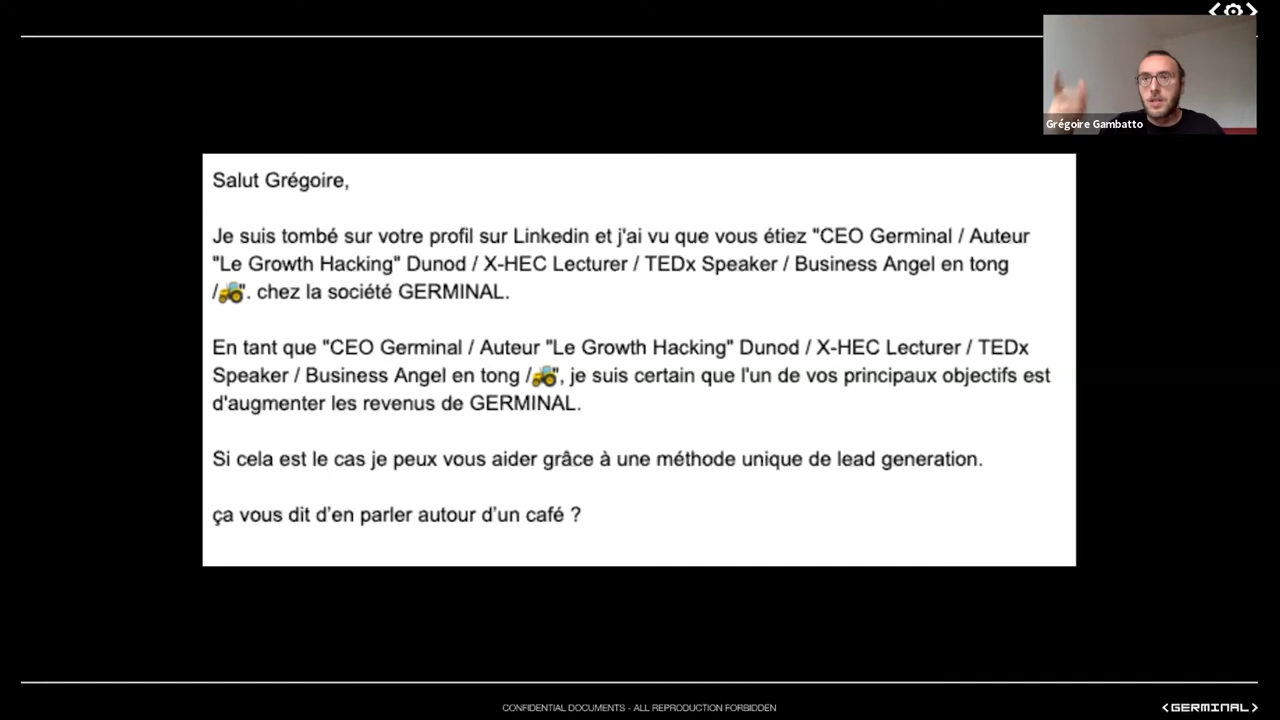 Grégoire Gambatto
Salut Grégoire,
Je suis tombé sur votre profil sur Linkedin et j'ai vu que vous étiez "CEO Germinal / Auteur
"Le Growth Hacking" Dunod / X-HEC Lecturer / TEDx Speaker / Business Angel en tong
/🚜". chez la société GERMINAL.
En tant que "CEO Germinal / Auteur "Le Growth Hacking" Dunod / X-HEC Lecturer / TEDx
Speaker / Business Angel en tong /🚜", je suis certain que l'un de vos principaux objectifs est
d'augmenter les revenus de GERMINAL.
Si cela est le cas je peux vous aider grâce à une méthode unique de lead generation.
ça vous dit d’en parler autour d’un café ?
CONFIDENTIAL DOCUMENTS - ALL REPRODUCTION FORBIDDEN
<GERMINAL>